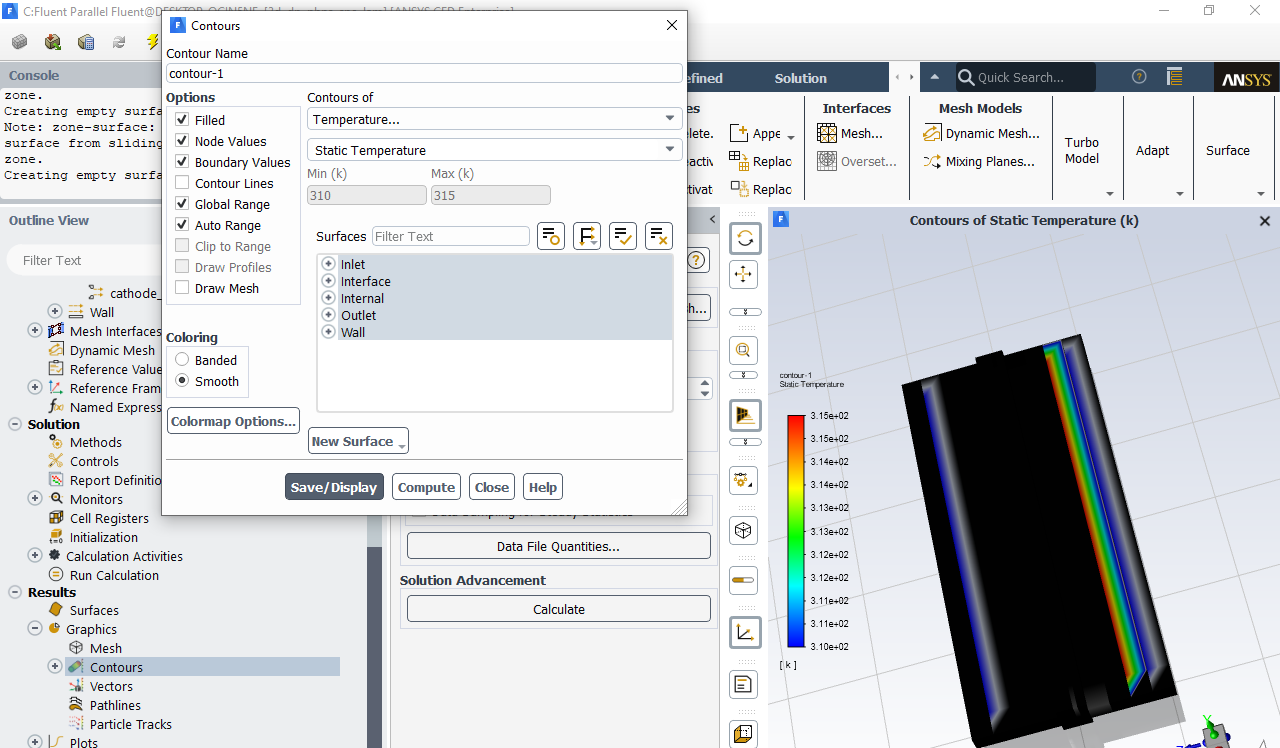 C:Fluent Parallel Fluent@
Contours
Contour Name
contour-1
Options
Filled
Node Values
Boundary Values
Contour Lines
Global Range
Auto Range
Clip to Range
Draw Profiles
Draw Mesh
Coloring
Banded
Smooth
Colormap Options...
Contours of
Temperature...
Static Temperature
Min (k)
Max (k)
310
315
Surfaces
Filter Text
Inlet
Interface
Internal
Outlet
Wall
New Surface
Save/Display
Compute
Close
Help
Console
zone.
Creating empty surfa
Note: zone-surface:
surface from sliding
zone.
Creating empty surfa
Outline View
Filter Text
cathode_
Wall
Mesh Interfaces
Dynamic Mesh
Reference Value
Reference Fram
Named Express
Solution
Methods
Controls
Report Definitio
Monitors
Cell Registers
Initialization
Calculation Activities
Run Calculation
Results
Surfaces
Graphics
Mesh
Contours
Vectors
Pathlines
Particle Tracks
Plots
efined
Solution
Quick Search...
ANSYS
es
elete.
eactiv
tivat
Appe
Replac
Replac
Interfaces
Mesh...
Overset...
Mesh Models
Dynamic Mesh...
Mixing Planes...
Turbo
Model
Adapt
Surface
h...
Data File Quantities...
Solution Advancement
Calculate
Contours of Static Temperature (k)
contour-1
Static Temperature
3.15e+02
3.15e+02
3.14e+02
3.14e+02
3.13e+02
3.13e+02
3.12e+02
3.12e+02
3.11e+02
3.11e+02
3.10e+02
[ k ]